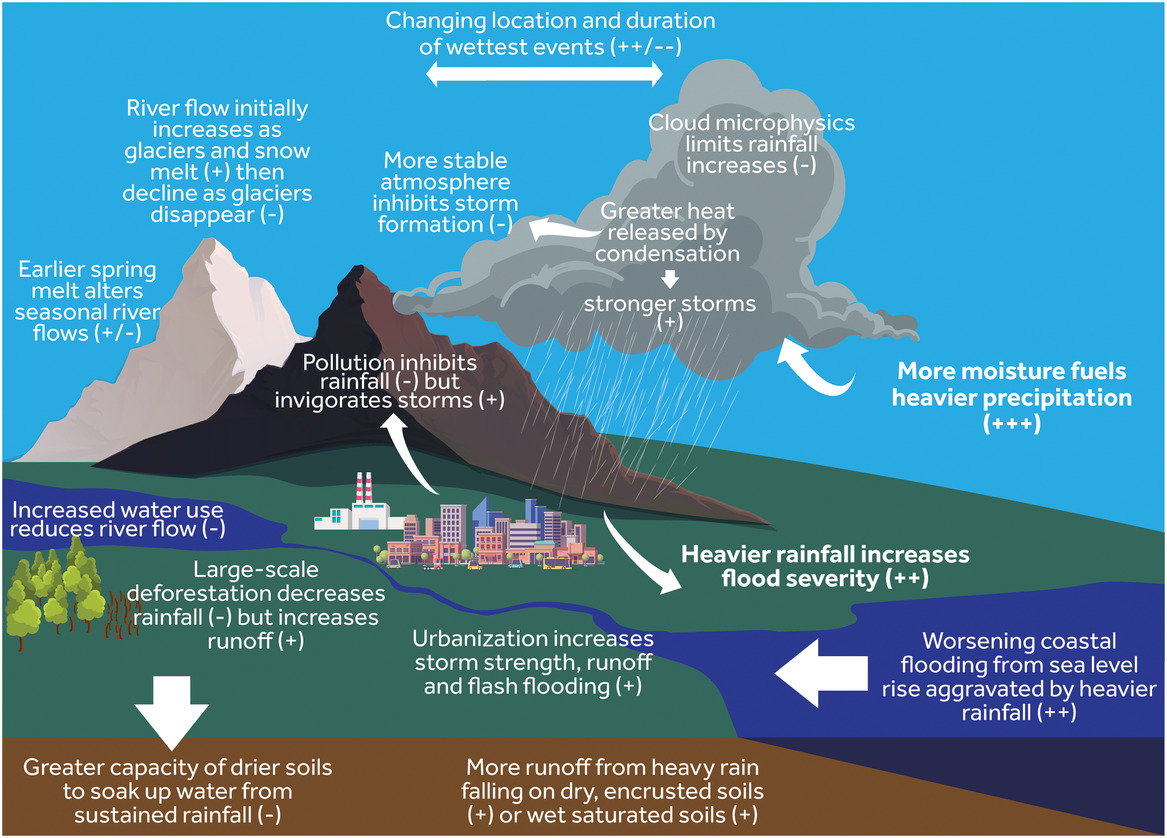 Changing location and duration
of wettest events (++/--)
River flow initially
increases as
glaciers and snow
melt (+) then
decline as glaciers
disappear (-)
Cloud microphysics
limits rainfall
increases (-)
More stable
atmosphere
inhibits storm
formation (-)
Greater heat
released by
condensation
stronger storms
(+)
Earlier spring
melt alters
seasonal river
flows (+/-)
Pollution inhibits
rainfall (-) but
invigorates storms (+)
More moisture fuels
heavier precipitation
(+++)
Increased water use
reduces river flow (-)
Heavier rainfall increases
flood severity (++)
Large-scale
deforestation decreases
rainfall (-) but increases
runoff (+)
Urbanization increases
storm strength, runoff
and flash flooding (+)
Worsening coastal
flooding from sea level
rise aggravated by heavier
rainfall (++)
Greater capacity of drier soils
to soak up water from
sustained rainfall (-)
More runoff from heavy rain
falling on dry, encrusted soils
(+) or wet saturated soils (+)